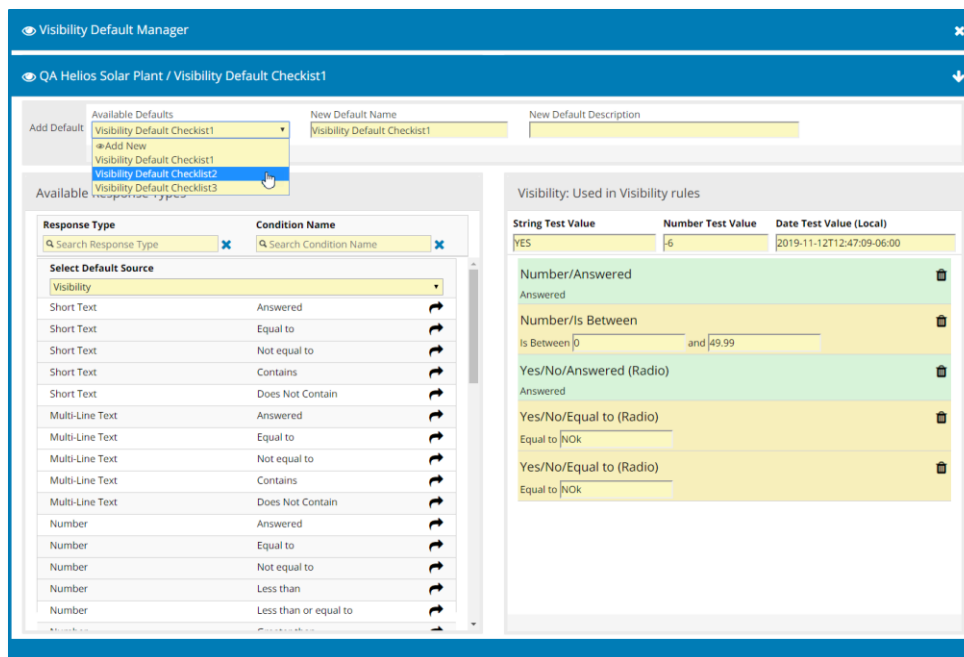 Visibility Default Manager
QA Helios Solar Plant / Visibility Default Checkist1
Add Default
Available Defaults
Visibility Default Checkist1
Add New
Visibility Default Checklist1
Visibility Default Checklist2
Visibility Default Checklist3
New Default Name
Visibility Default Checkist1
New Default Description
Available Response Types
Response Type Condition Name
Search Response Type Search Condition Name
Select Default Source
Visibility
Short Text Answered
Short Text Equal to
Short Text Not equal to
Short Text Contains
Short Text Does Not Contain
Multi-Line Text Answered
Multi-Line Text Equal to
Multi-Line Text Not equal to
Multi-Line Text Contains
Multi-Line Text Does Not Contain
Number Answered
Number Equal to
Number Not equal to
Number Less than
Number Less than or equal to
Visibility: Used in Visibility rules
String Test Value Number Test Value Date Test Value (Local)
YES -6 2019-11-12T12:47:09-06:00
Number/Answered
Answered
Number/Is Between
Is Between 0 and 49.99
Yes/No/Answered (Radio)
Answered
Yes/No/Equal to (Radio)
Equal to NOk
Yes/No/Equal to (Radio)
Equal to NOk